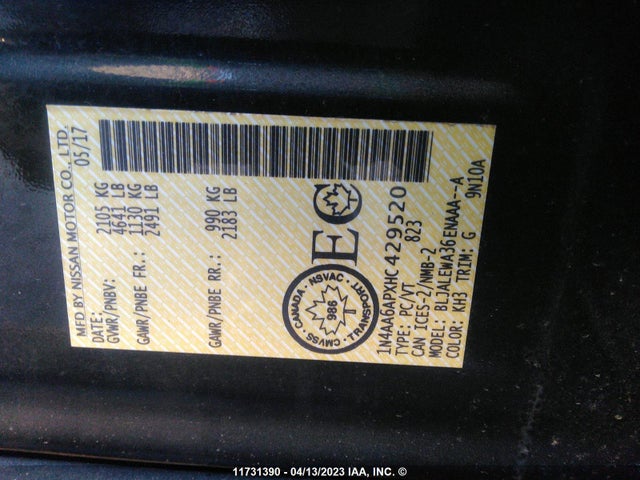 MFD BY NISSAN MOTOR CO., LTD.
DATE: 05/17
GVWR/PNBV: 2105 KG
4641 LB
GAWR/PNBE FR.: 1130 KG
2491 LB
GAWR/PNBE RR.: 990 KG
2183 LB
EC
CANADA · NSVAC · TRANSPORT · CMVSS
986
1N4AA6APXHC429520
TYPE: PC/VT 823
CAN ICES-2/NMB-2
MODEL: BLJALEWA36ENAAA--A
COLOR: KH3 TRIM: G 9N10A
11731390 - 04/13/2023 IAA, INC. ©